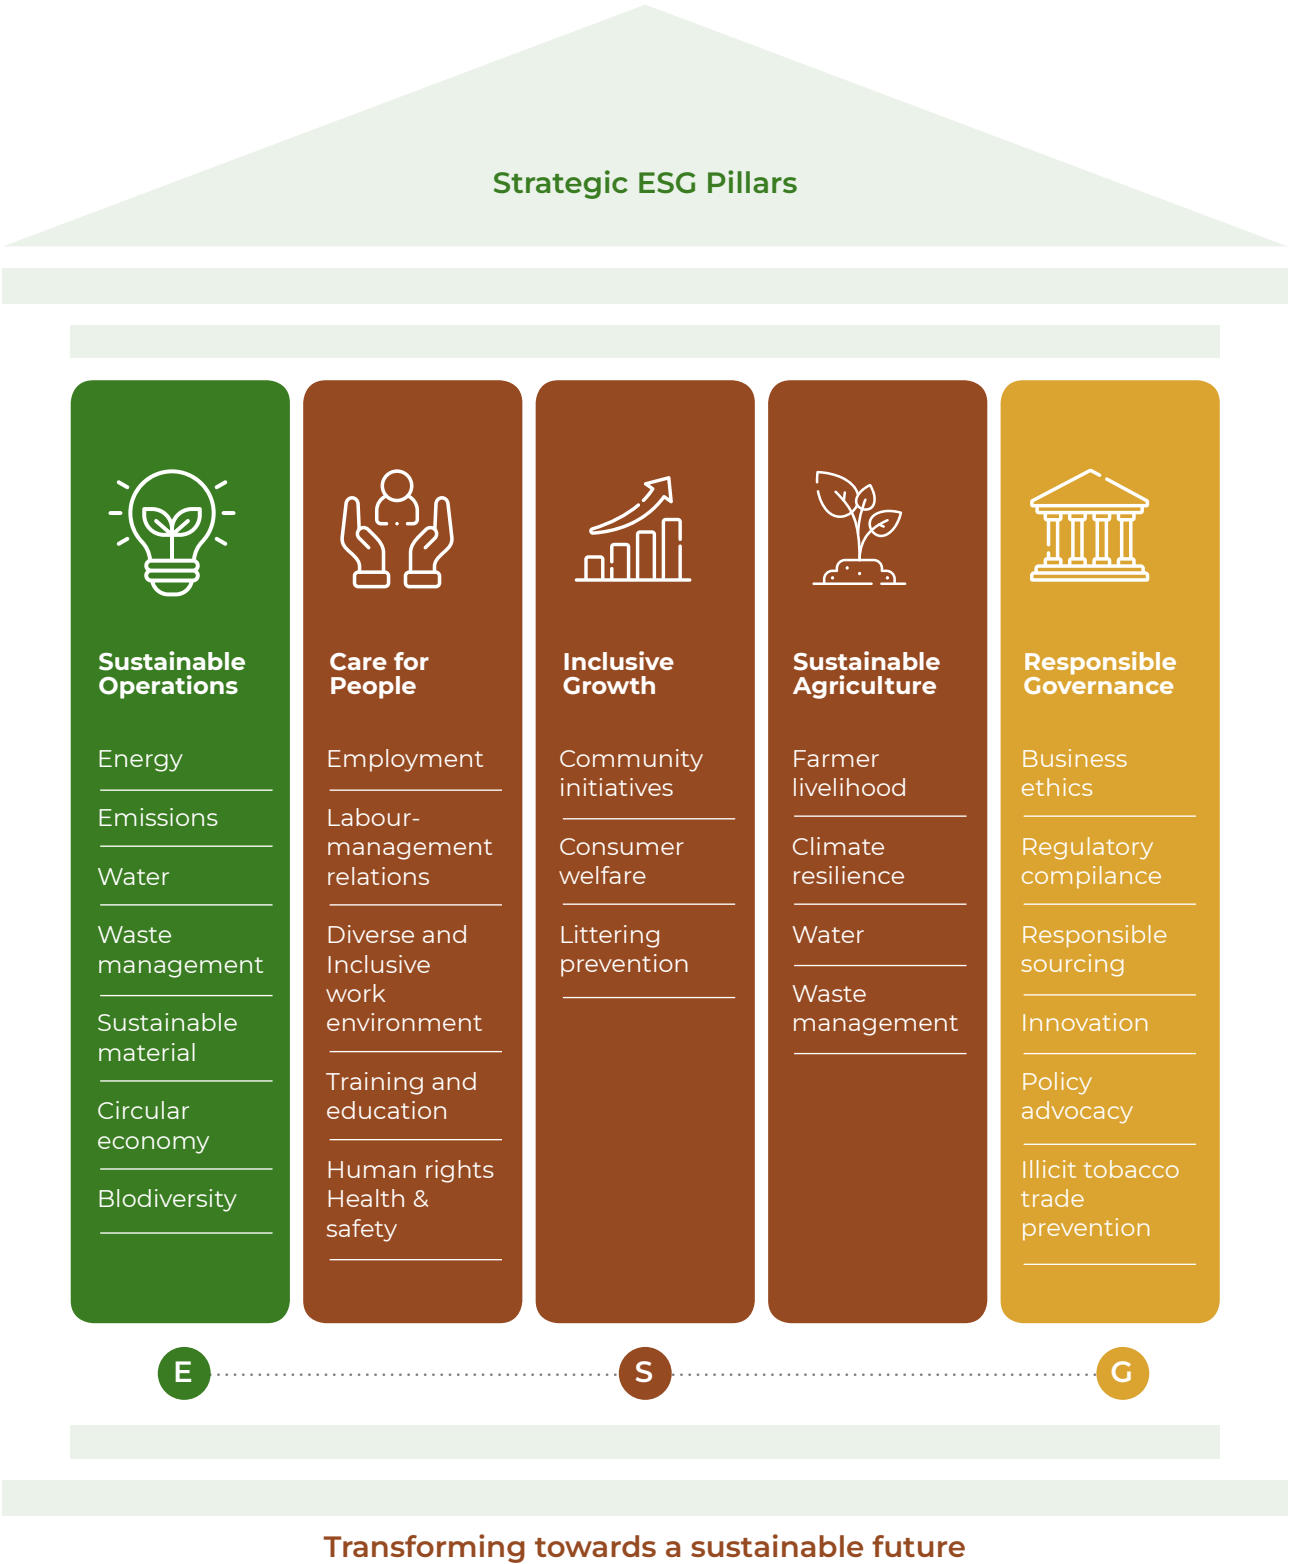 Strategic ESG Pillars
Sustainable
Operations
Energy
Emissions
Water
Waste
management
Sustainable
material
Circular
economy
Blodiversity
Care for
People
Employment
Labour-
management
relations
Diverse and
Inclusive
work
environment
Training and
education
Human rights
Health &
safety
Inclusive
Growth
Community
initiatives
Consumer
welfare
Littering
prevention
Sustainable
Agriculture
Farmer
livelihood
Climate
resilience
Water
Waste
management
Responsible
Governance
Business
ethics
Regulatory
compilance
Responsible
sourcing
Innovation
Policy
advocacy
Illicit tobacco
trade
prevention
E
S
G
Transforming towards a sustainable future